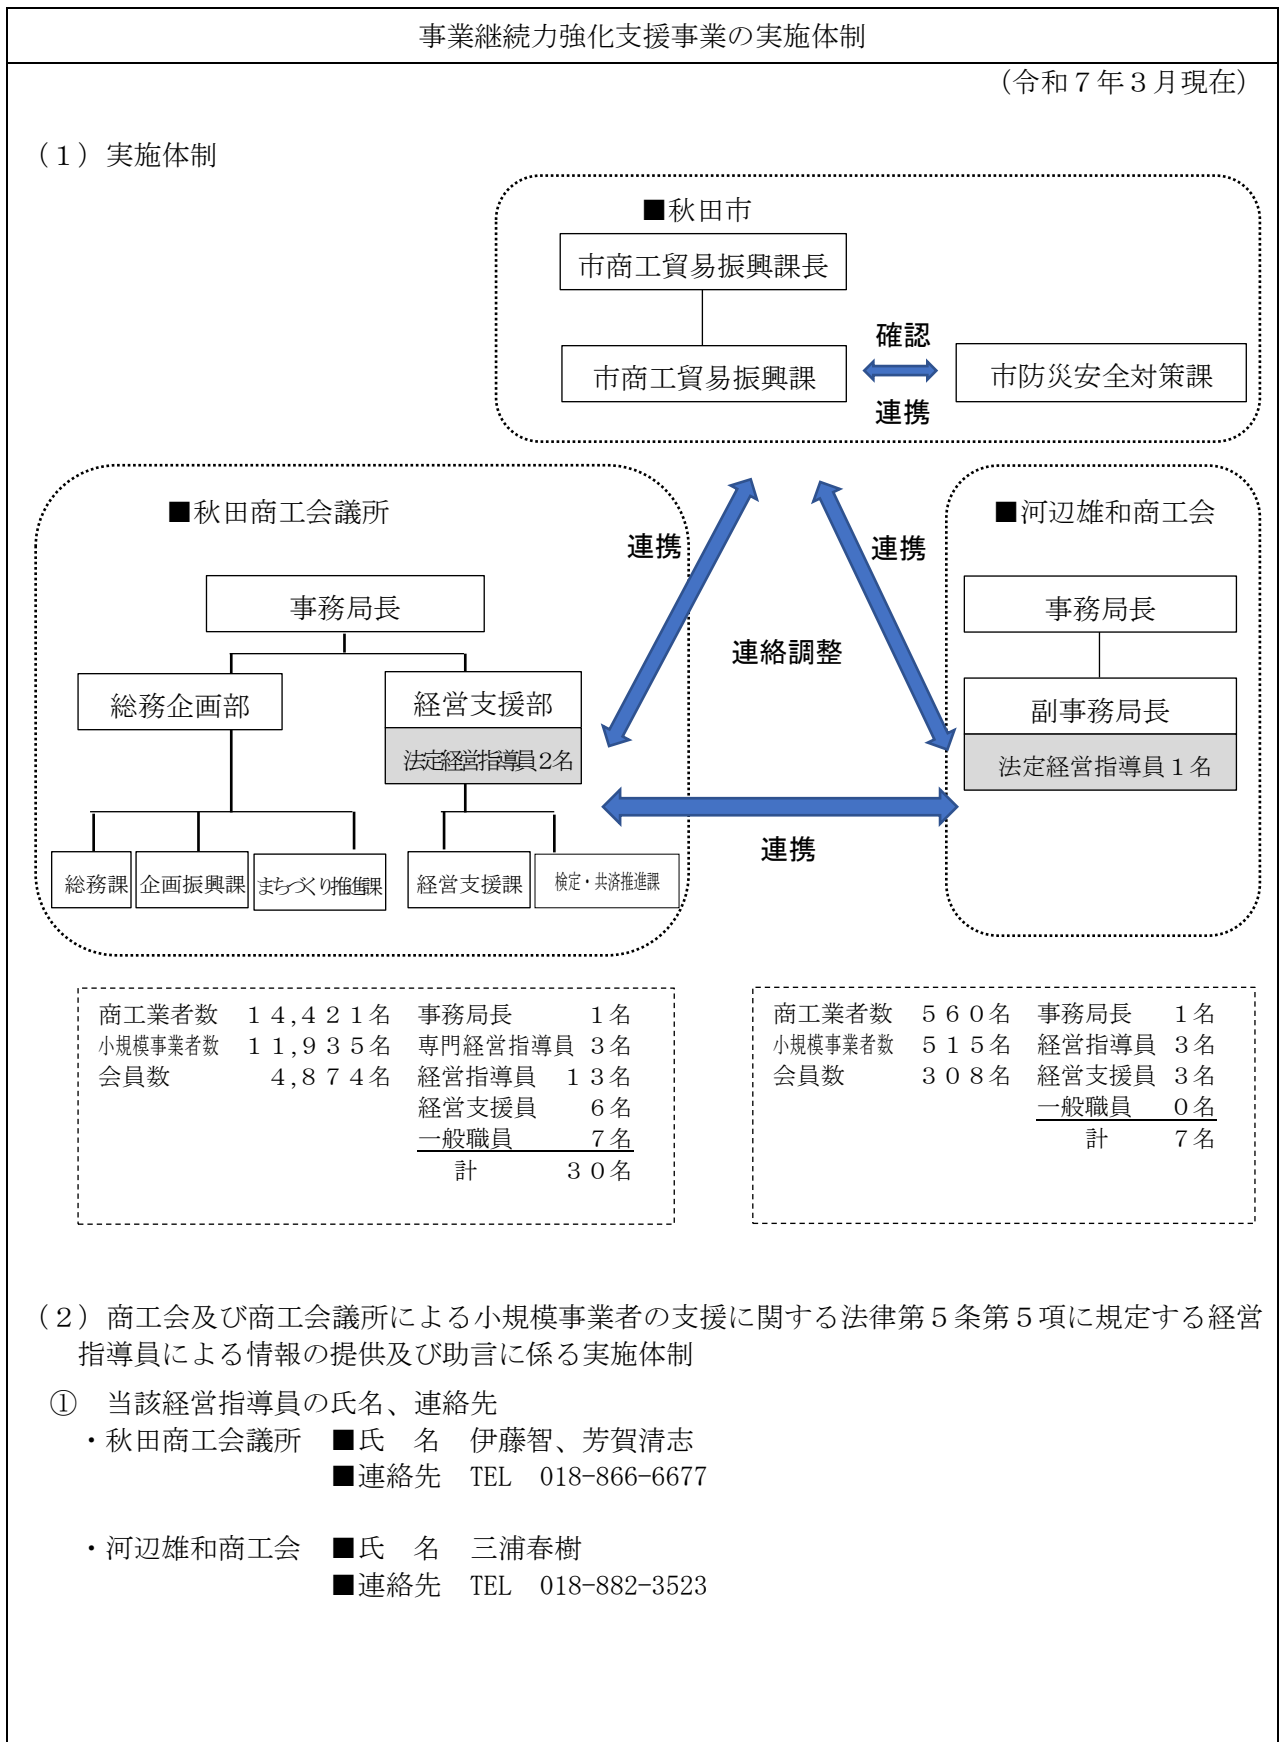 事業継続力強化支援事業の実施体制
（令和７年３月現在）
（１）実施体制
■秋田市
市商工貿易振興課長
確認
市商工貿易振興課
市防災安全対策課
連携
■秋田商工会議所
■河辺雄和商工会
連携
連携
事務局長
事務局長
連絡調整
総務企画部
経営支援部
副事務局長
法定経営指導員２名
法定経営指導員１名
連携
総務課
企画振興課
まちづくり推進課
経営支援課
検定・共済推進課
商工業者数　１４,４２１名　事務局長　１名
小規模事業者数　１１,９３５名　専門経営指導員　３名
会員数　４,８７４名　経営指導員　１３名
経営支援員　６名
一般職員　７名
計　３０名
商工業者数　５６０名　事務局長　１名
小規模事業者数　５１５名　経営指導員　３名
会員数　３０８名　経営支援員　３名
一般職員　０名
計　７名
（２）商工会及び商工会議所による小規模事業者の支援に関する法律第５条第５項に規定する経営
指導員による情報の提供及び助言に係る実施体制
①　当該経営指導員の氏名、連絡先
・秋田商工会議所　■氏　名　伊藤智、芳賀清志
■連絡先　TEL　018-866-6677
・河辺雄和商工会　■氏　名　三浦春樹
■連絡先　TEL　018-882-3523